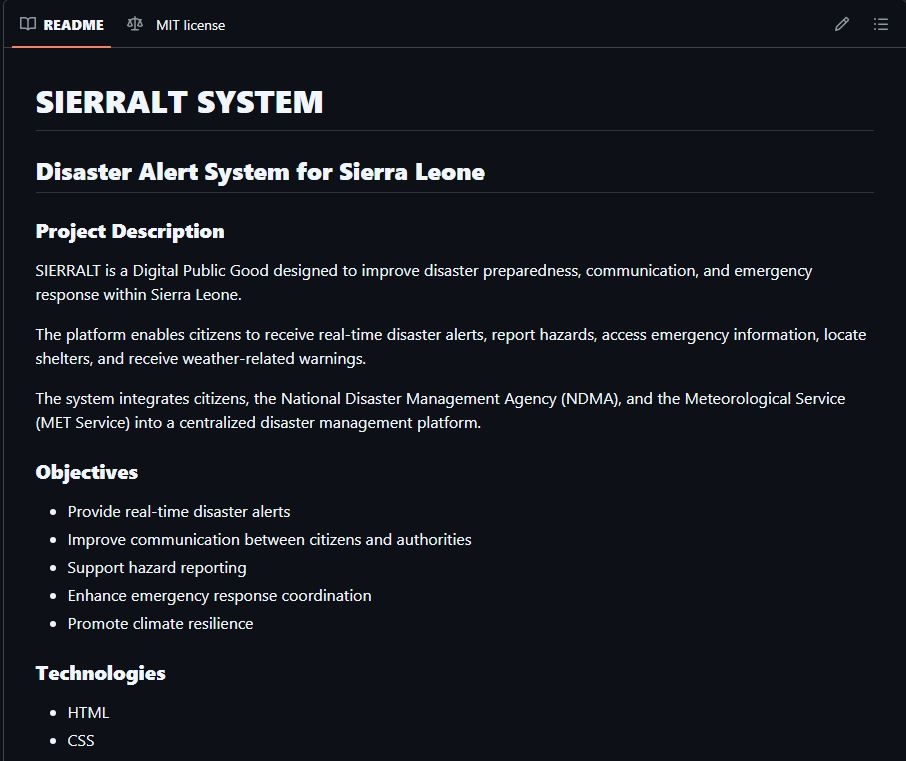 README
MIT license
SIERRALT SYSTEM
Disaster Alert System for Sierra Leone
Project Description
SIERRALT is a Digital Public Good designed to improve disaster preparedness, communication, and emergency
response within Sierra Leone.
The platform enables citizens to receive real-time disaster alerts, report hazards, access emergency information, locate
shelters, and receive weather-related warnings.
The system integrates citizens, the National Disaster Management Agency (NDMA), and the Meteorological Service
(MET Service) into a centralized disaster management platform.
Objectives
• Provide real-time disaster alerts
• Improve communication between citizens and authorities
• Support hazard reporting
• Enhance emergency response coordination
• Promote climate resilience
Technologies
• HTML
• CSS